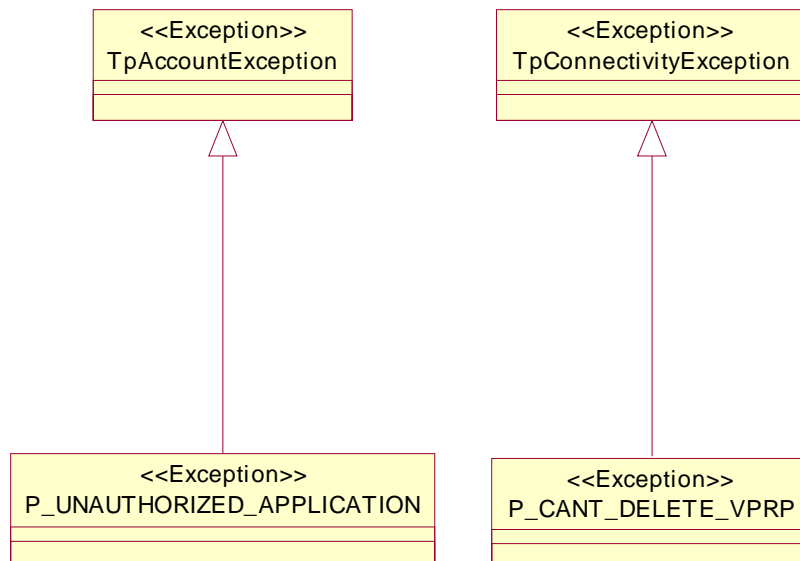 <<Exception>>
TpAccountException
<<Exception>>
TpConnectivityException
<<Exception>>
P_UNAUTHORIZED_APPLICATION
<<Exception>>
P_CANT_DELETE_VPRP